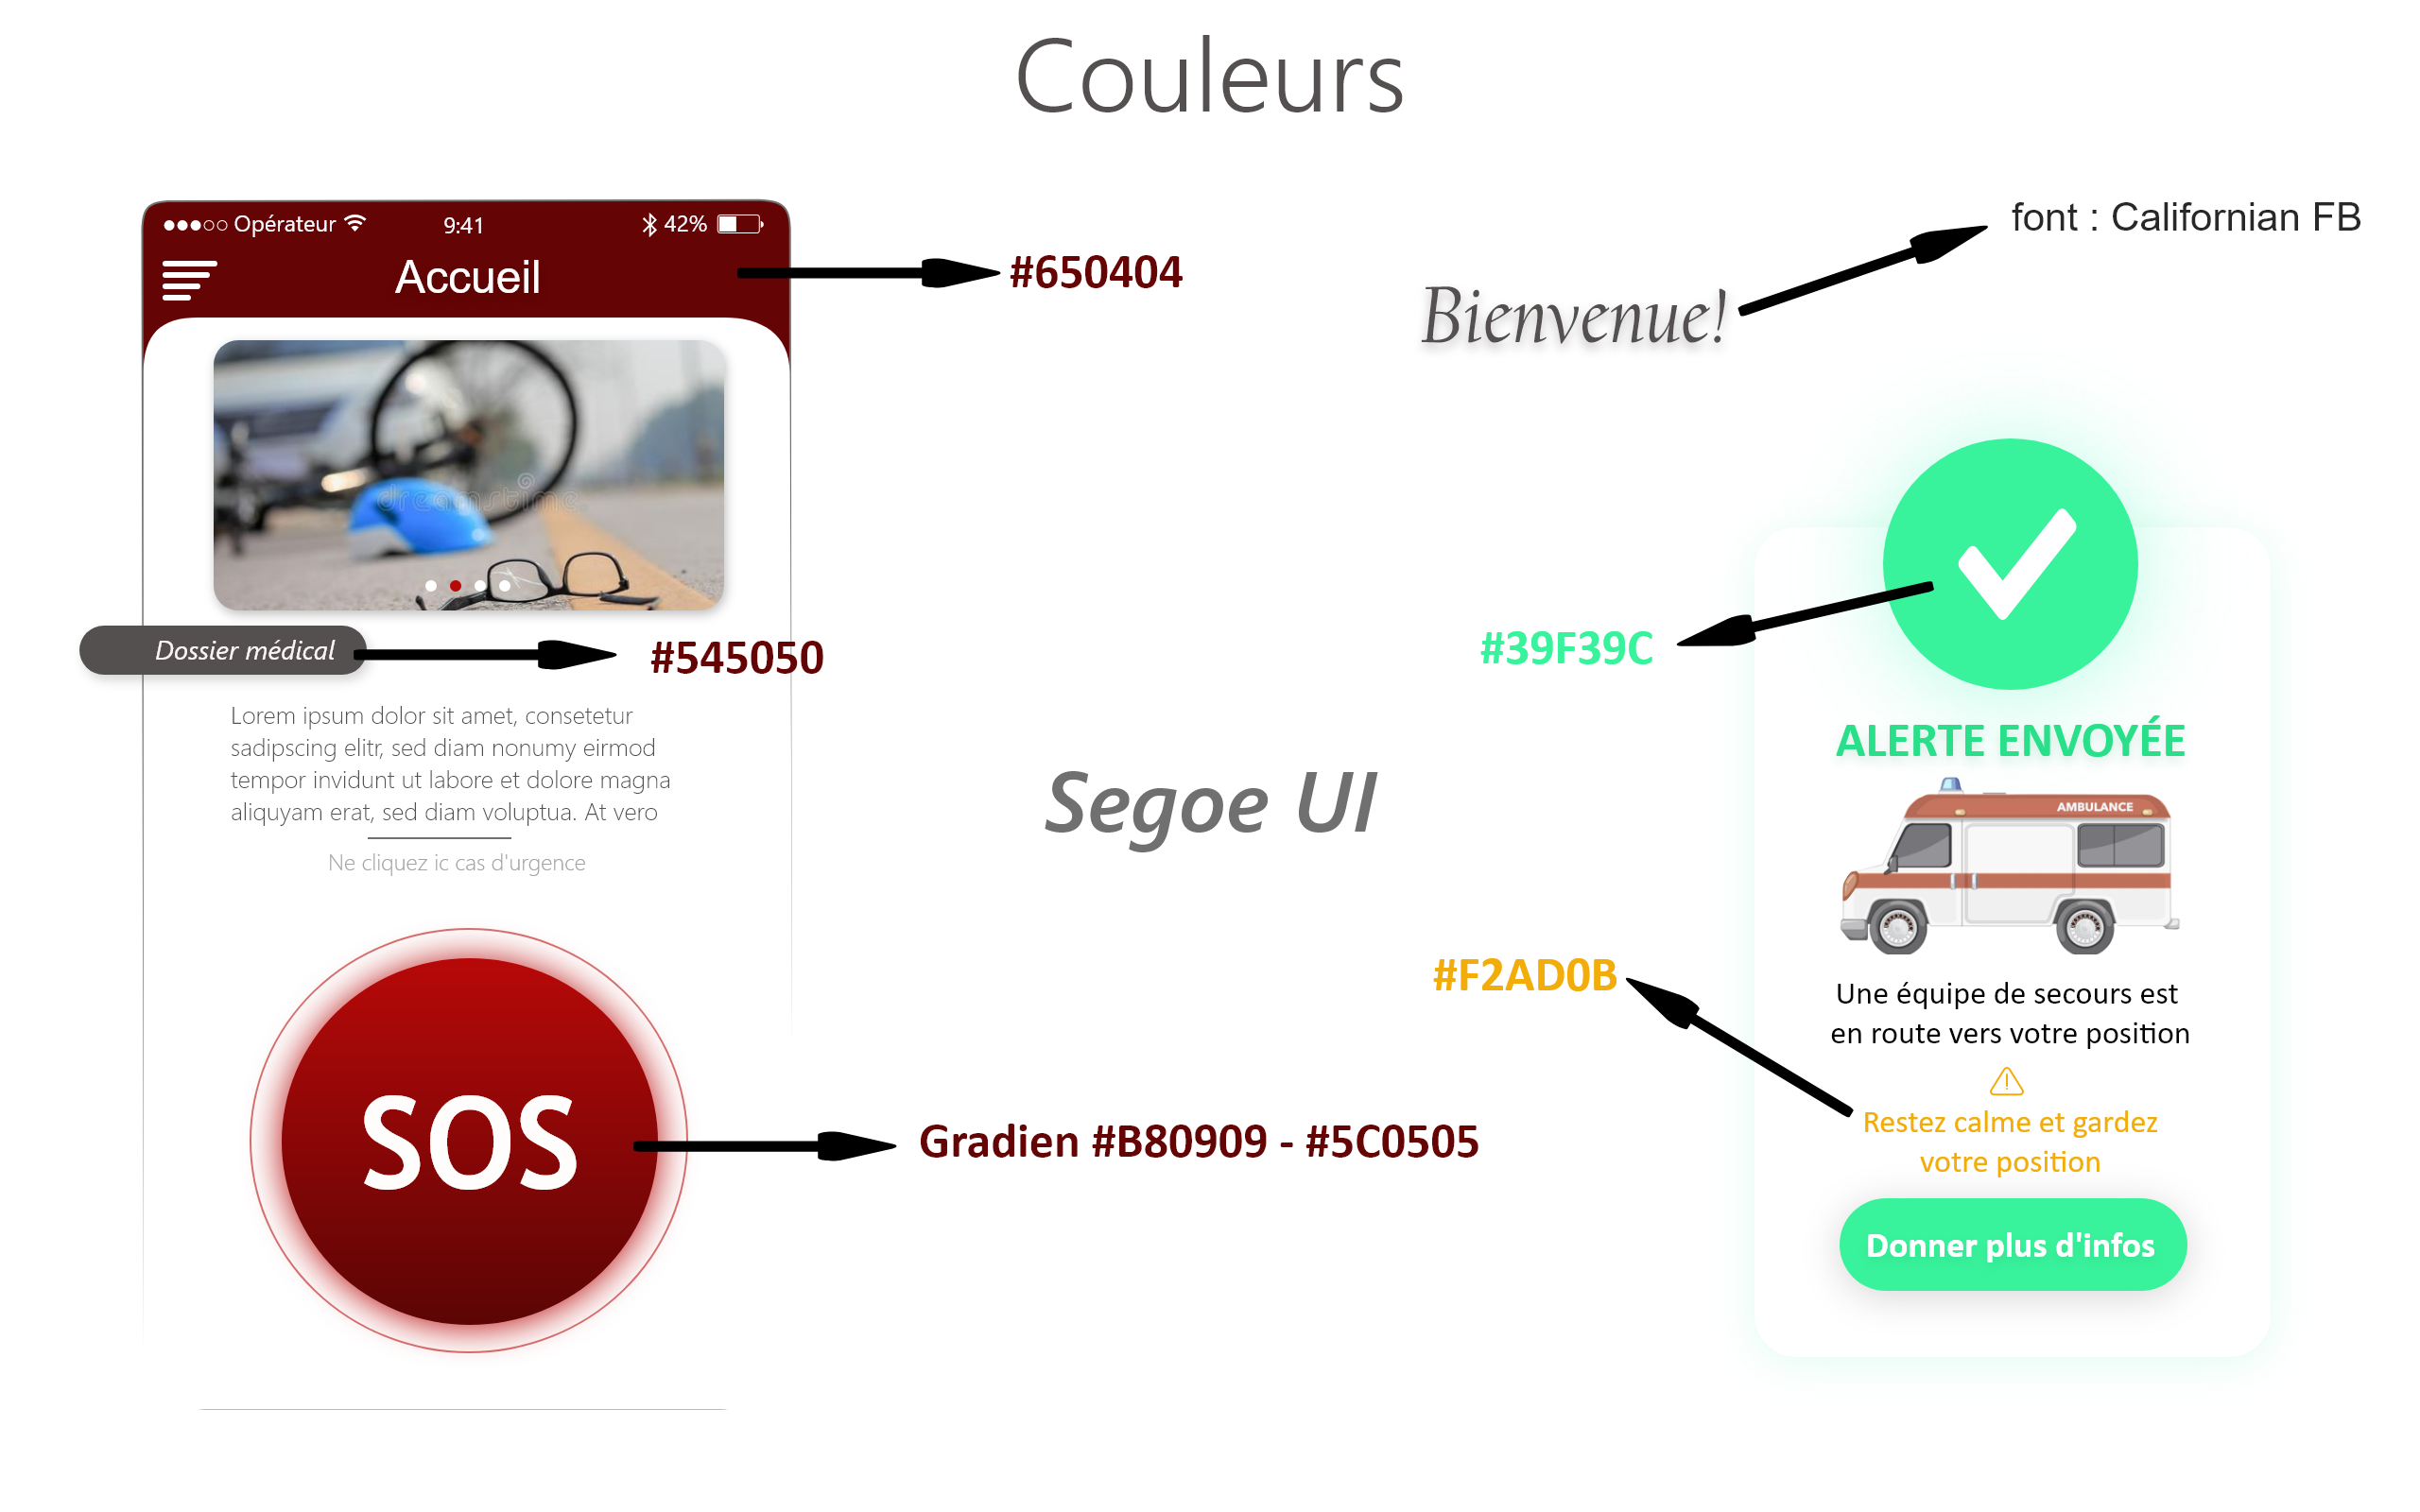 Couleurs
Opérateur 9:41 42%
Accueil
#650404
dreamstime.
Dossier médical
#545050
Lorem ipsum dolor sit amet, consetetur
sadipscing elitr, sed diam nonumy eirmod
tempor invidunt ut labore et dolore magna
aliquyam erat, sed diam voluptua. At vero
Ne cliquez ic cas d'urgence
SOS
Gradien #B80909 - #5C0505
Segoe UI
font : Californian FB
Bienvenue!
#39F39C
ALERTE ENVOYÉE
AMBULANCE
#F2AD0B
Une équipe de secours est
en route vers votre position
Restez calme et gardez
votre position
Donner plus d'infos